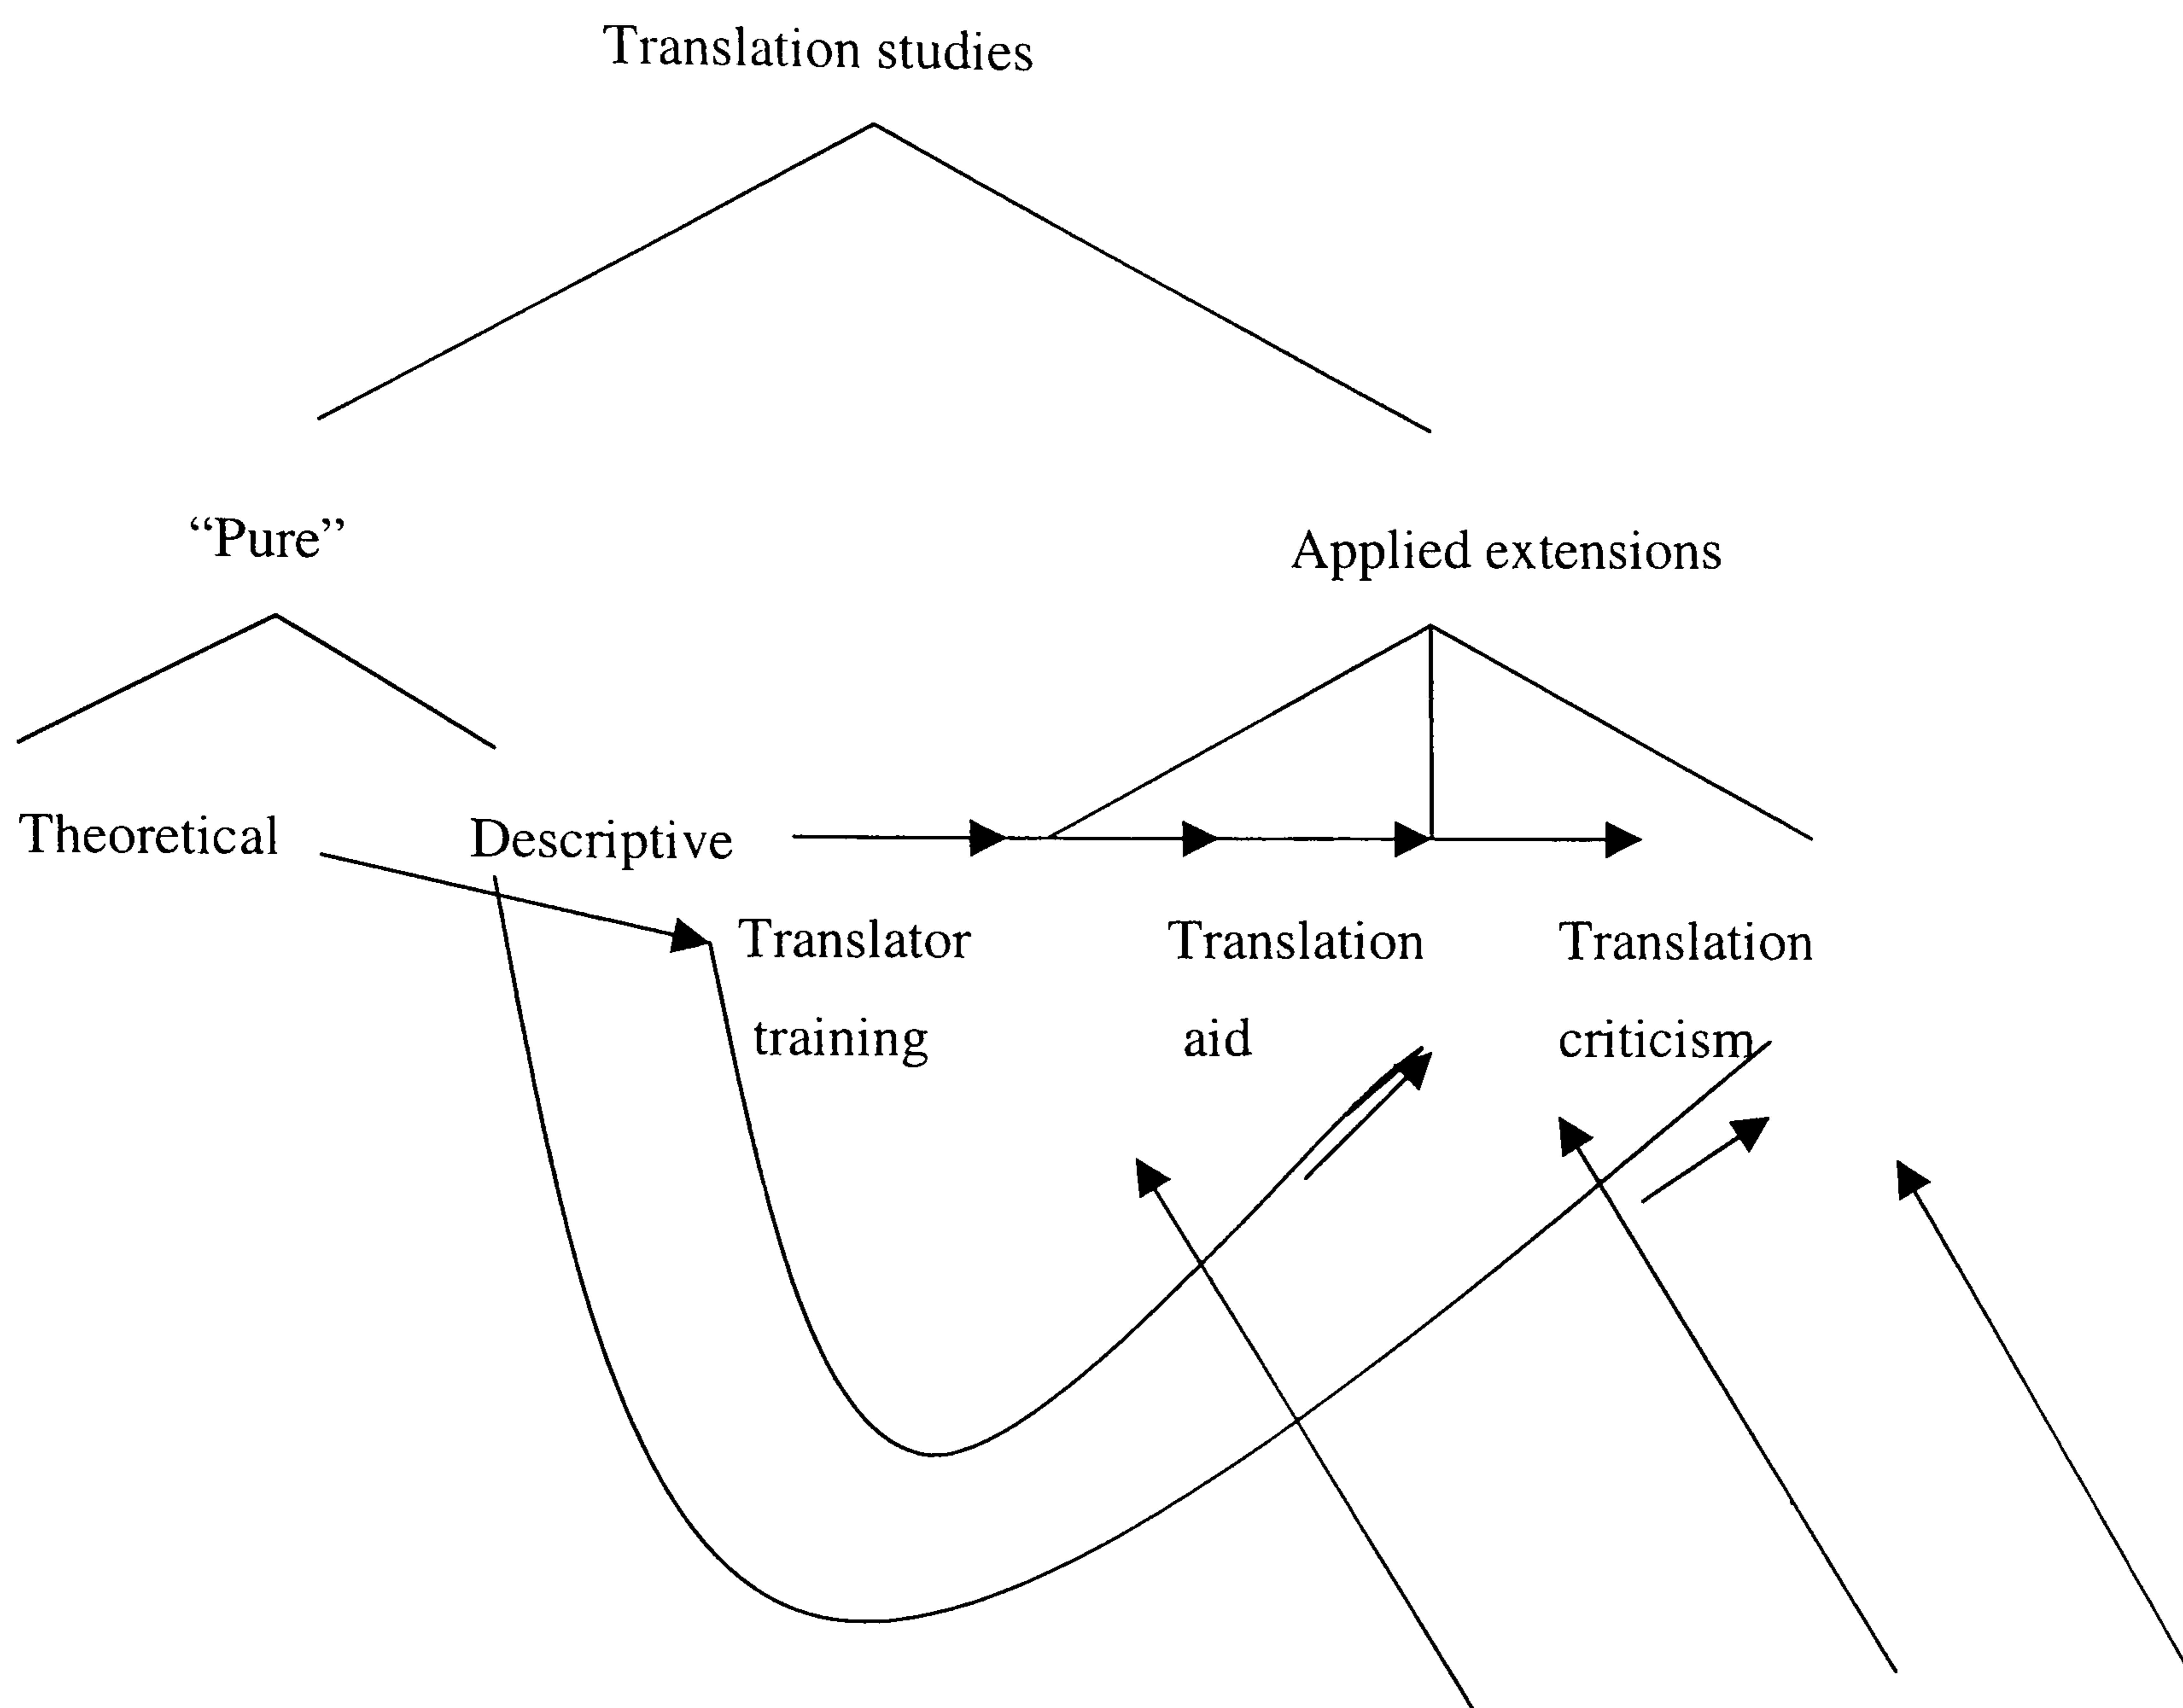 Translation studies
“Pure”
Applied extensions
Theoretical
Descriptive
Translator
training
Translation
aid
Translation
criticism